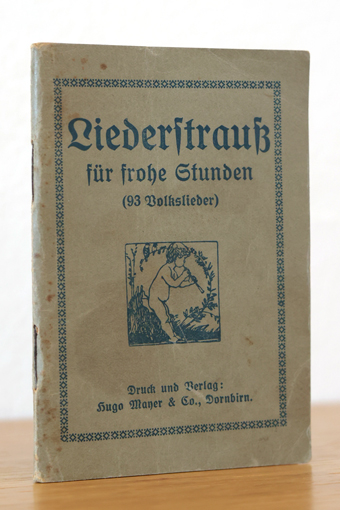 Liederſtrauß
für frohe Stunden
(93 Volkslieder)
Druck und Verlag:
Hugo Mayer & Co., Dornbirn.